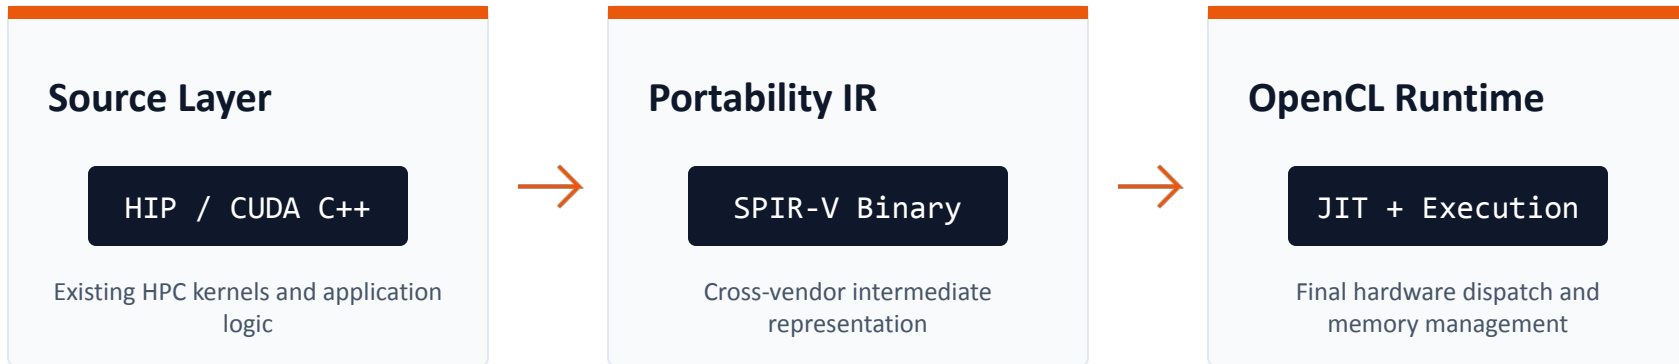 Source Layer
HIP / CUDA C++
Existing HPC kernels and application
logic
Portability IR
SPIR-V Binary
Cross-vendor intermediate
representation
OpenCL Runtime
JIT + Execution
Final hardware dispatch and
memory management